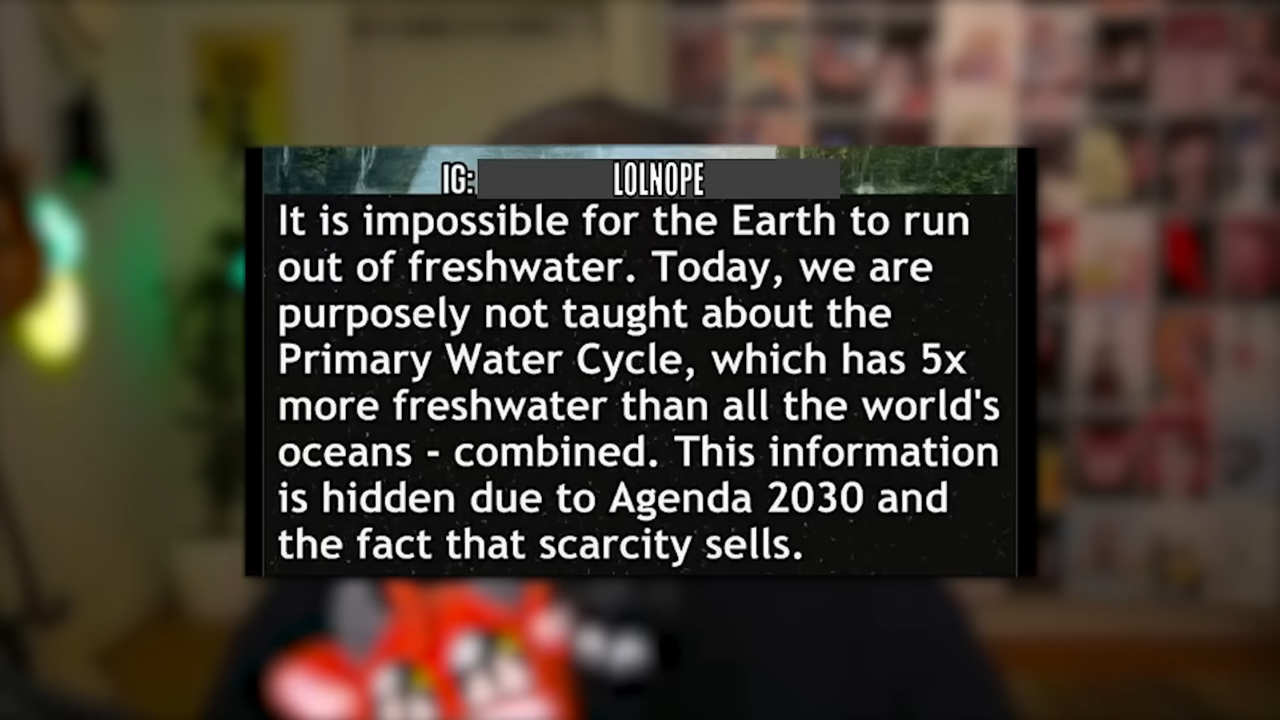 IG: LOLNOPE
It is impossible for the Earth to run
out of freshwater. Today, we are
purposely not taught about the
Primary Water Cycle, which has 5x
more freshwater than all the world's
oceans - combined. This information
is hidden due to Agenda 2030 and
the fact that scarcity sells.